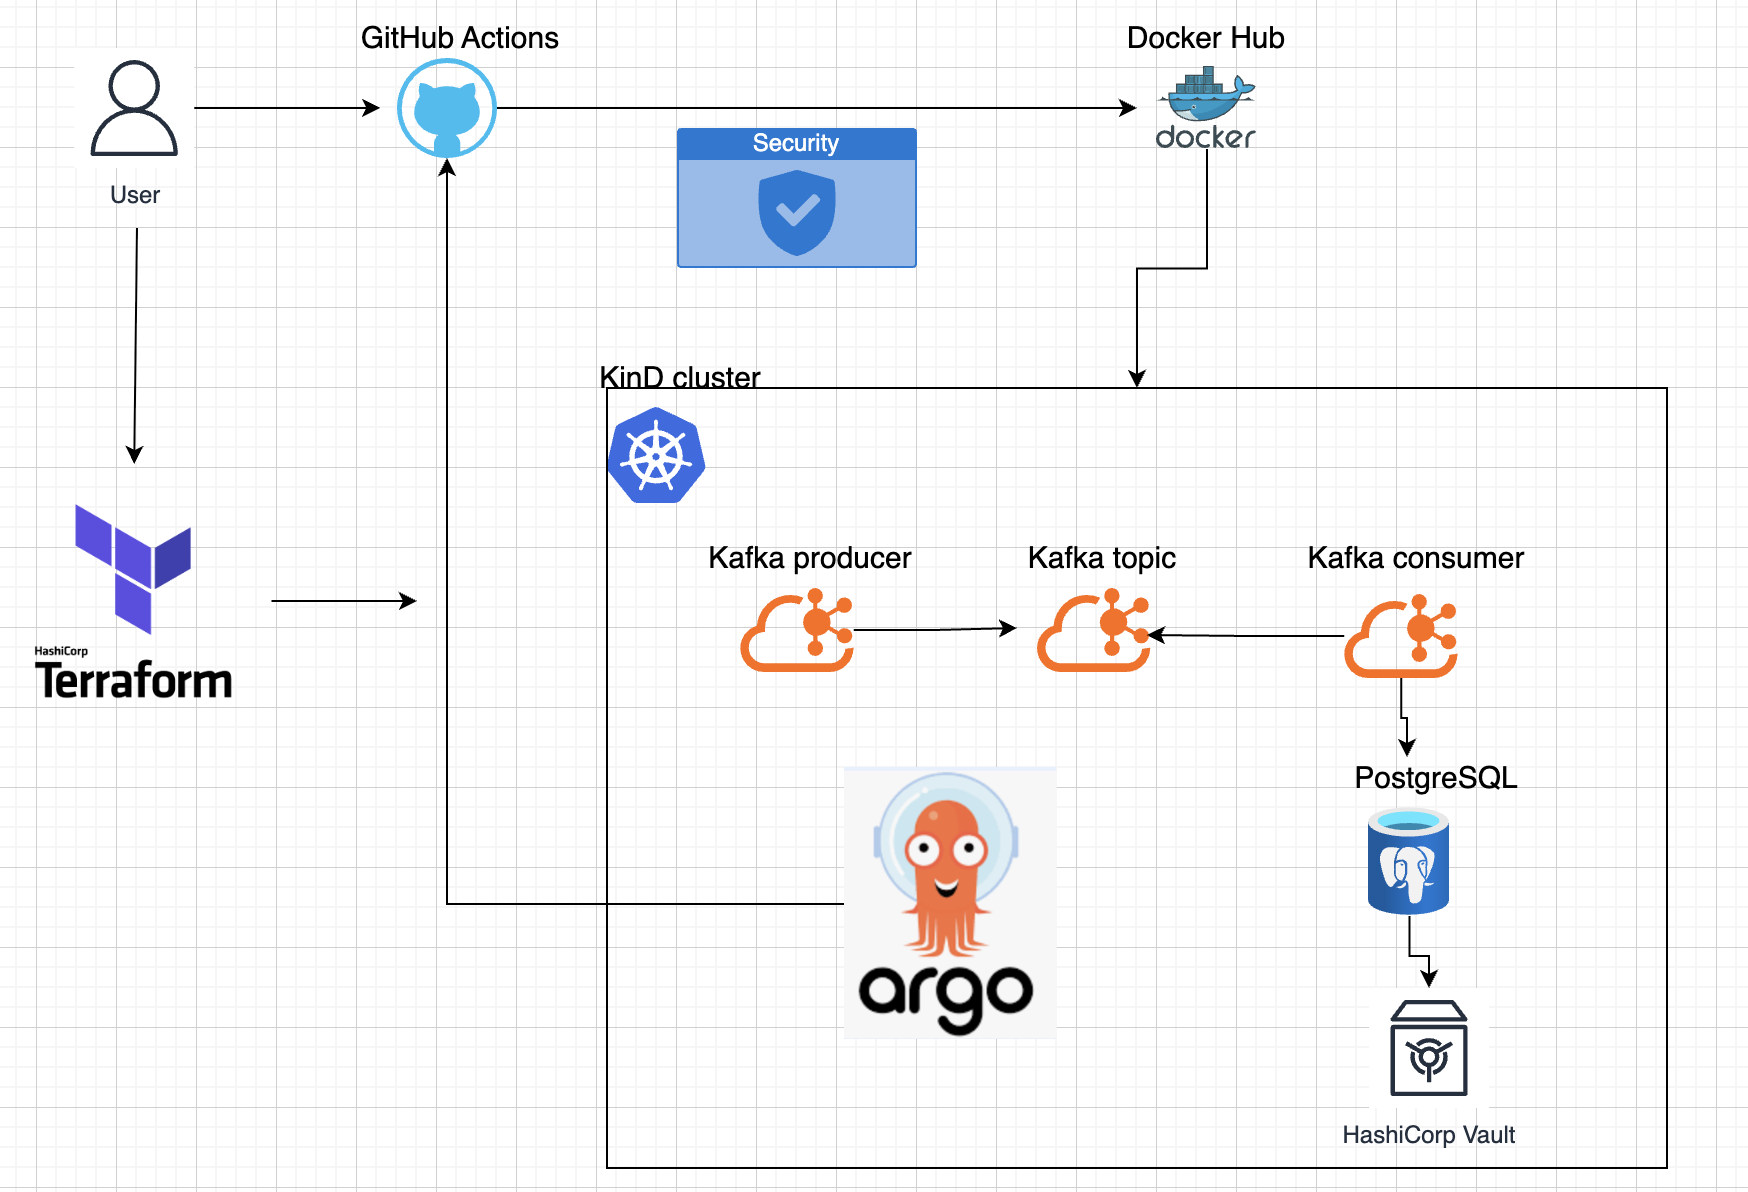 GitHub Actions
Docker Hub
docker
Security
User
KinD cluster
Kafka producer
Kafka topic
Kafka consumer
HashiCorp
Terraform
PostgreSQL
argo
HashiCorp Vault